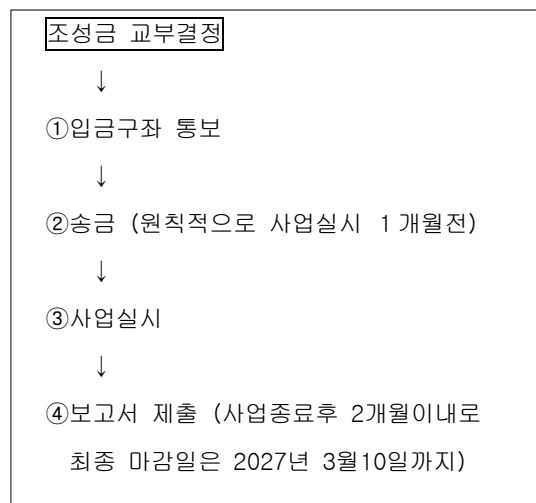 조성금 교부결정
↓
①입금구좌 통보
↓
②송금 (원칙적으로 사업실시 1개월전)
↓
③사업실시
↓
④보고서 제출 (사업종료후 2개월이내로
최종 마감일은 2027년 3월10일까지)